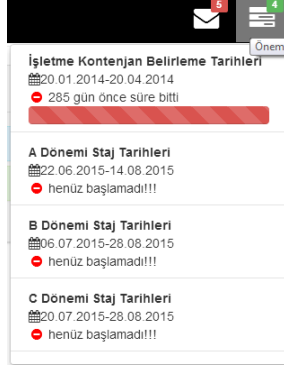 5
4
Önem
İşletme Kontenjan Belirleme Tarihleri
20.01.2014-20.04.2014
285 gün önce süre bitti
A Dönemi Staj Tarihleri
22.06.2015-14.08.2015
henüz başlamadı!!!
B Dönemi Staj Tarihleri
06.07.2015-28.08.2015
henüz başlamadı!!!
C Dönemi Staj Tarihleri
20.07.2015-28.08.2015
henüz başlamadı!!!